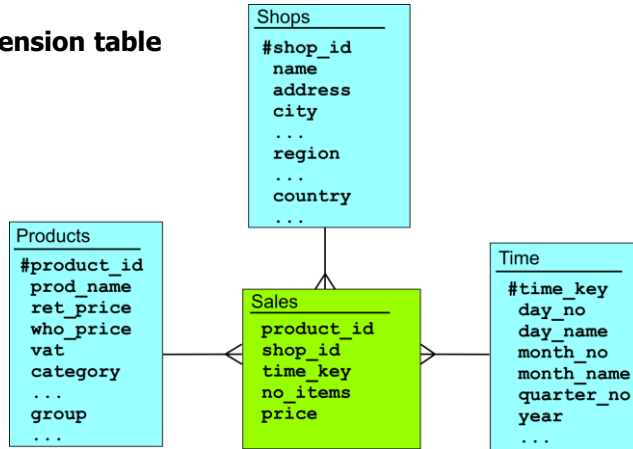 ension table
Shops
#shop_id
name
address
city
...
region
...
country
...
Products
#product_id
prod_name
ret_price
who_price
vat
category
...
group
...
Sales
product_id
shop_id
time_key
no_items
price
Time
#time_key
day_no
day_name
month_no
month_name
quarter_no
year
...